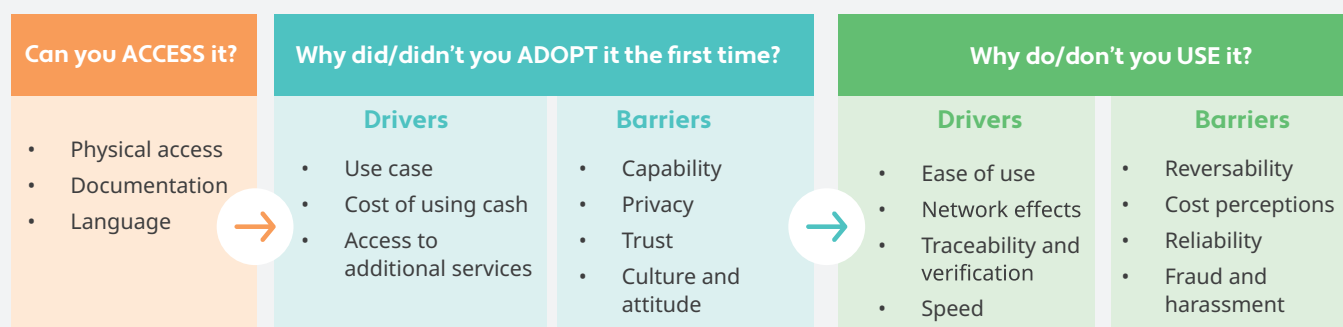 Can you ACCESS it?
Physical access
Documentation
Language
Why did/didn't you ADOPT it the first time?
Drivers
Use case
Cost of using cash
Access to
additional services
Barriers
Capability
Privacy
Trust
Culture and
attitude
Why do/don't you USE it?
Drivers
Ease of use
Network effects
Traceability and
verification
Speed
Barriers
Reversability
Cost perceptions
Reliability
Fraud and
harassment